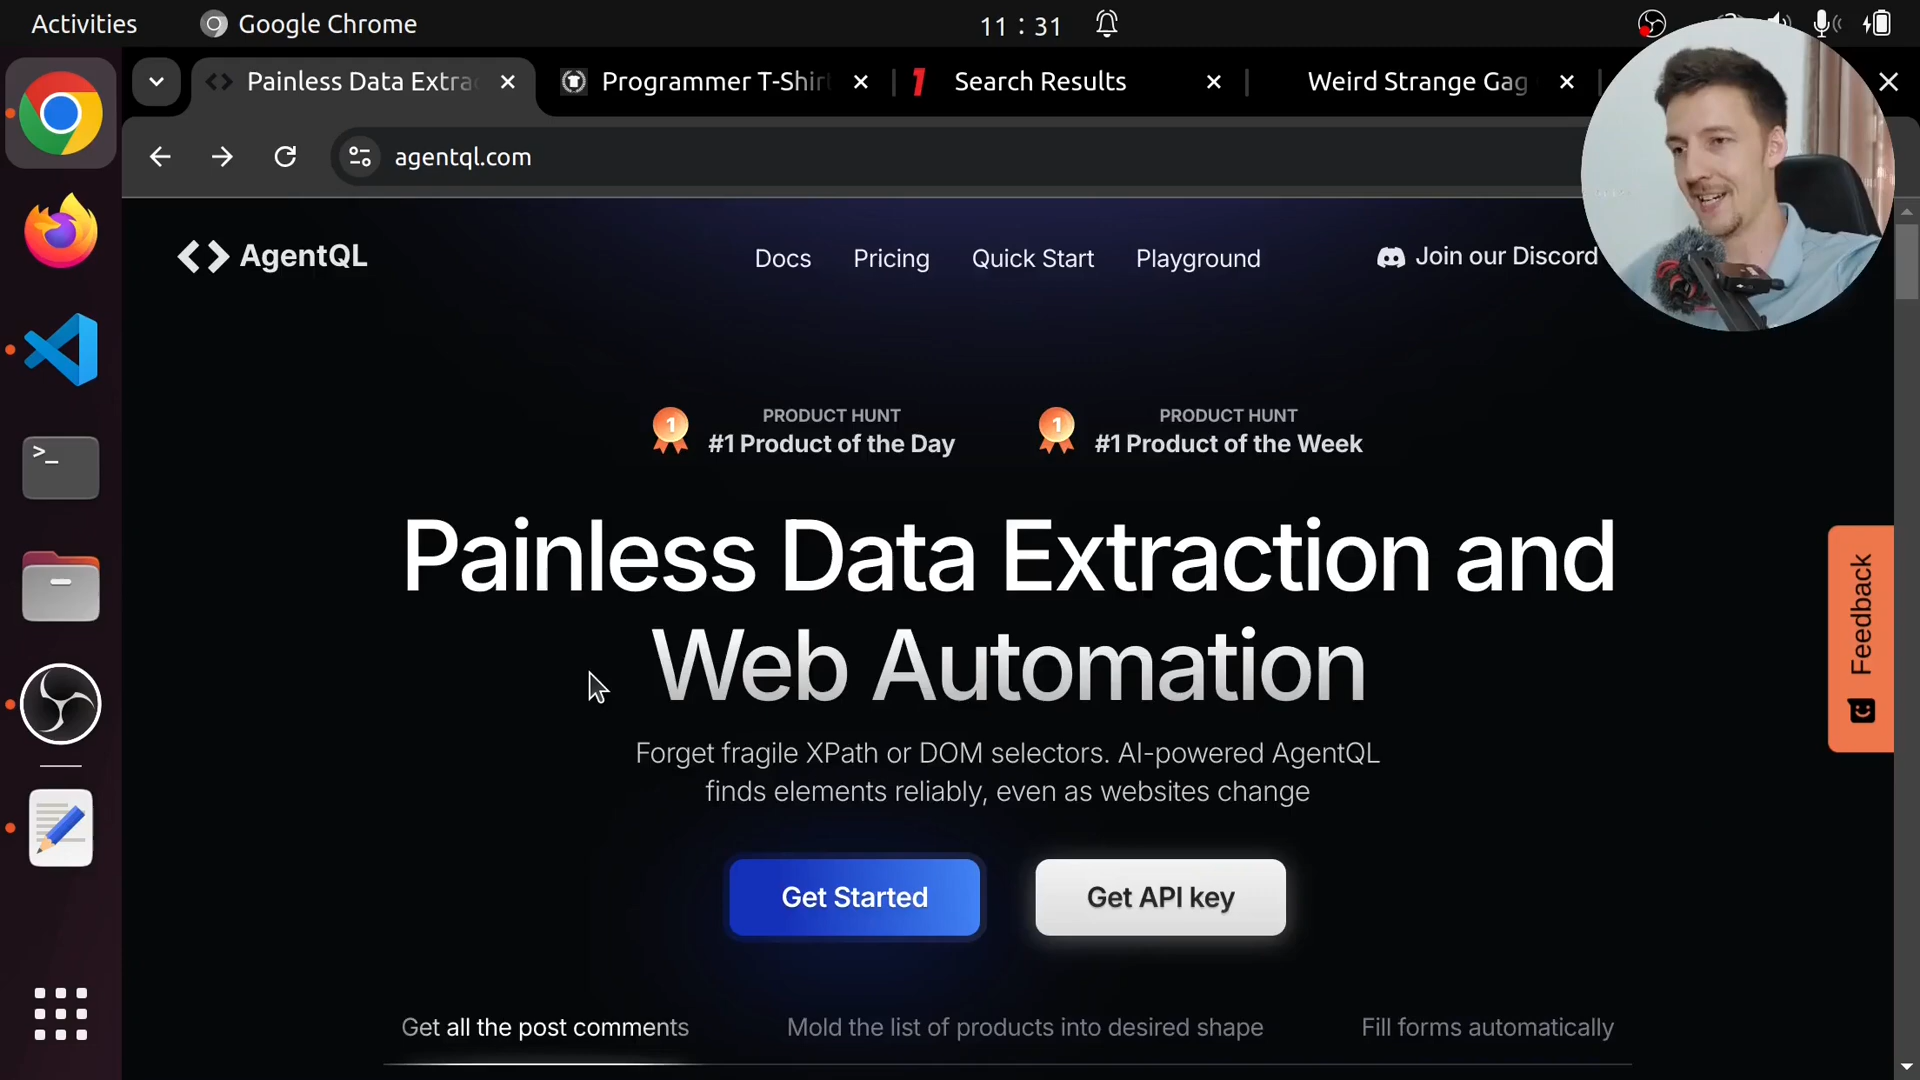 Activities
Google Chrome
11 : 31
Painless Data Extrac
Programmer T-Shirt
Search Results
Weird Strange Gag
agentql.com
AgentQL
Docs
Pricing
Quick Start
Playground
Join our Discord
1
PRODUCT HUNT
#1 Product of the Day
1
PRODUCT HUNT
#1 Product of the Week
Painless Data Extraction and
Web Automation
Forget fragile XPath or DOM selectors. AI-powered AgentQL
finds elements reliably, even as websites change
Get Started
Get API key
Feedback
Get all the post comments
Mold the list of products into desired shape
Fill forms automatically